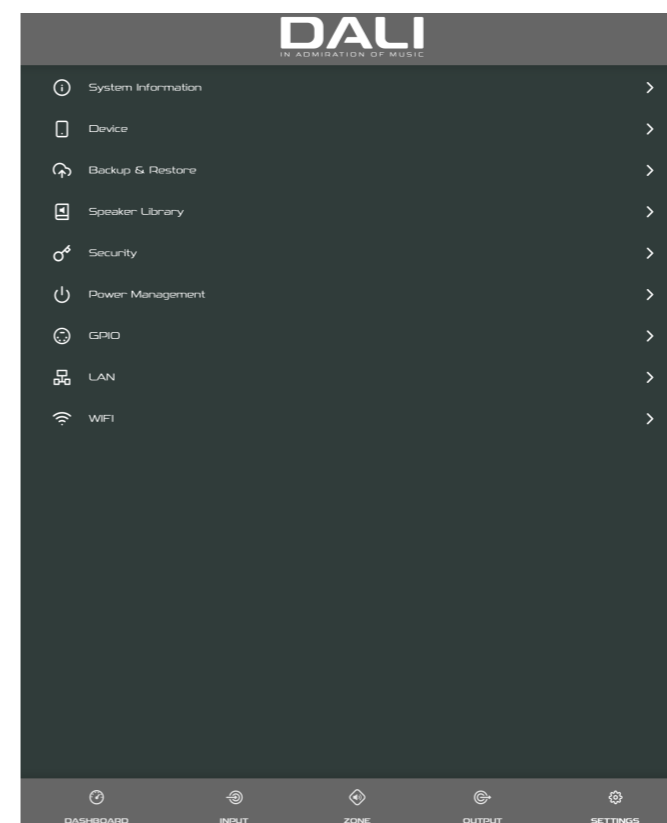 DALI
IN ADMIRATION OF MUSIC
System Information
Device
Backup & Restore
Speaker Library
Security
Power Management
GPIO
LAN
WIFI
DASHBOARD INPUT ZONE OUTPUT SETTINGS